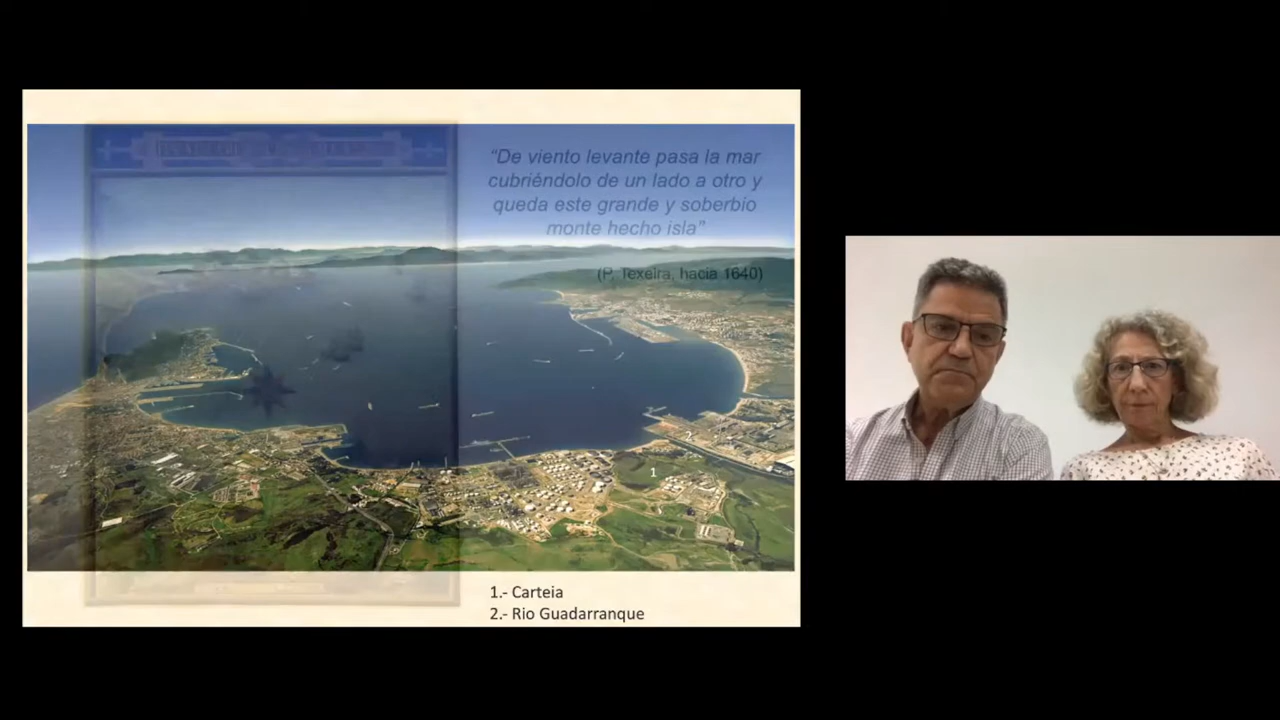 “De viento levante pasa la mar
cubriéndolo de un lado a otro y
queda este grande y soberbio
monte hecho isla”
(P. Texeira, hacia 1640)
2
1
1.- Carteia
2.- Rio Guadarranque